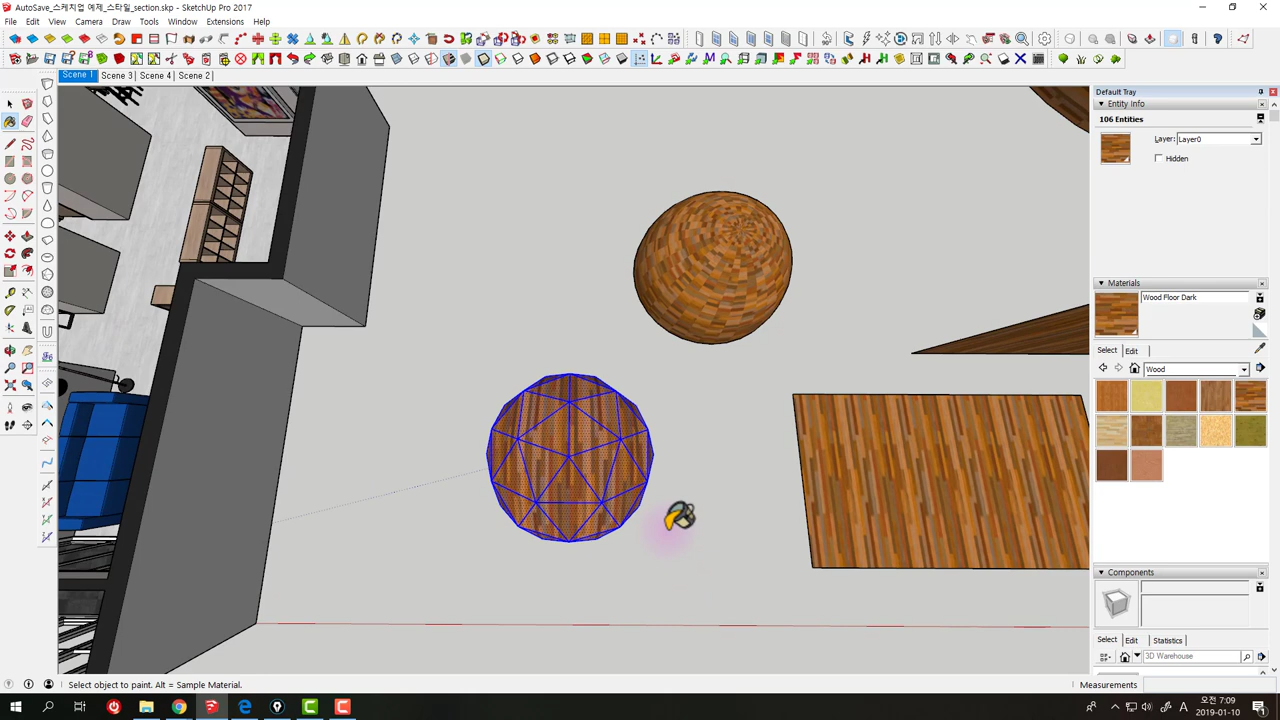 AutoSave_스케치업 예제_스타일_section.skp - SketchUp Pro 2017
File Edit View Camera Draw Tools Window Extensions Help
Scene 1 Scene 3 Scene 4 Scene 2
Default Tray
Entity Info
106 Entities
Layer: Layer0
Hidden
Materials
Wood Floor Dark
Select Edit
Wood
Components
Select Edit Statistics
3D Warehouse
Select object to paint. Alt = Sample Material.
Measurements
A
오전 7:09
2019-01-10